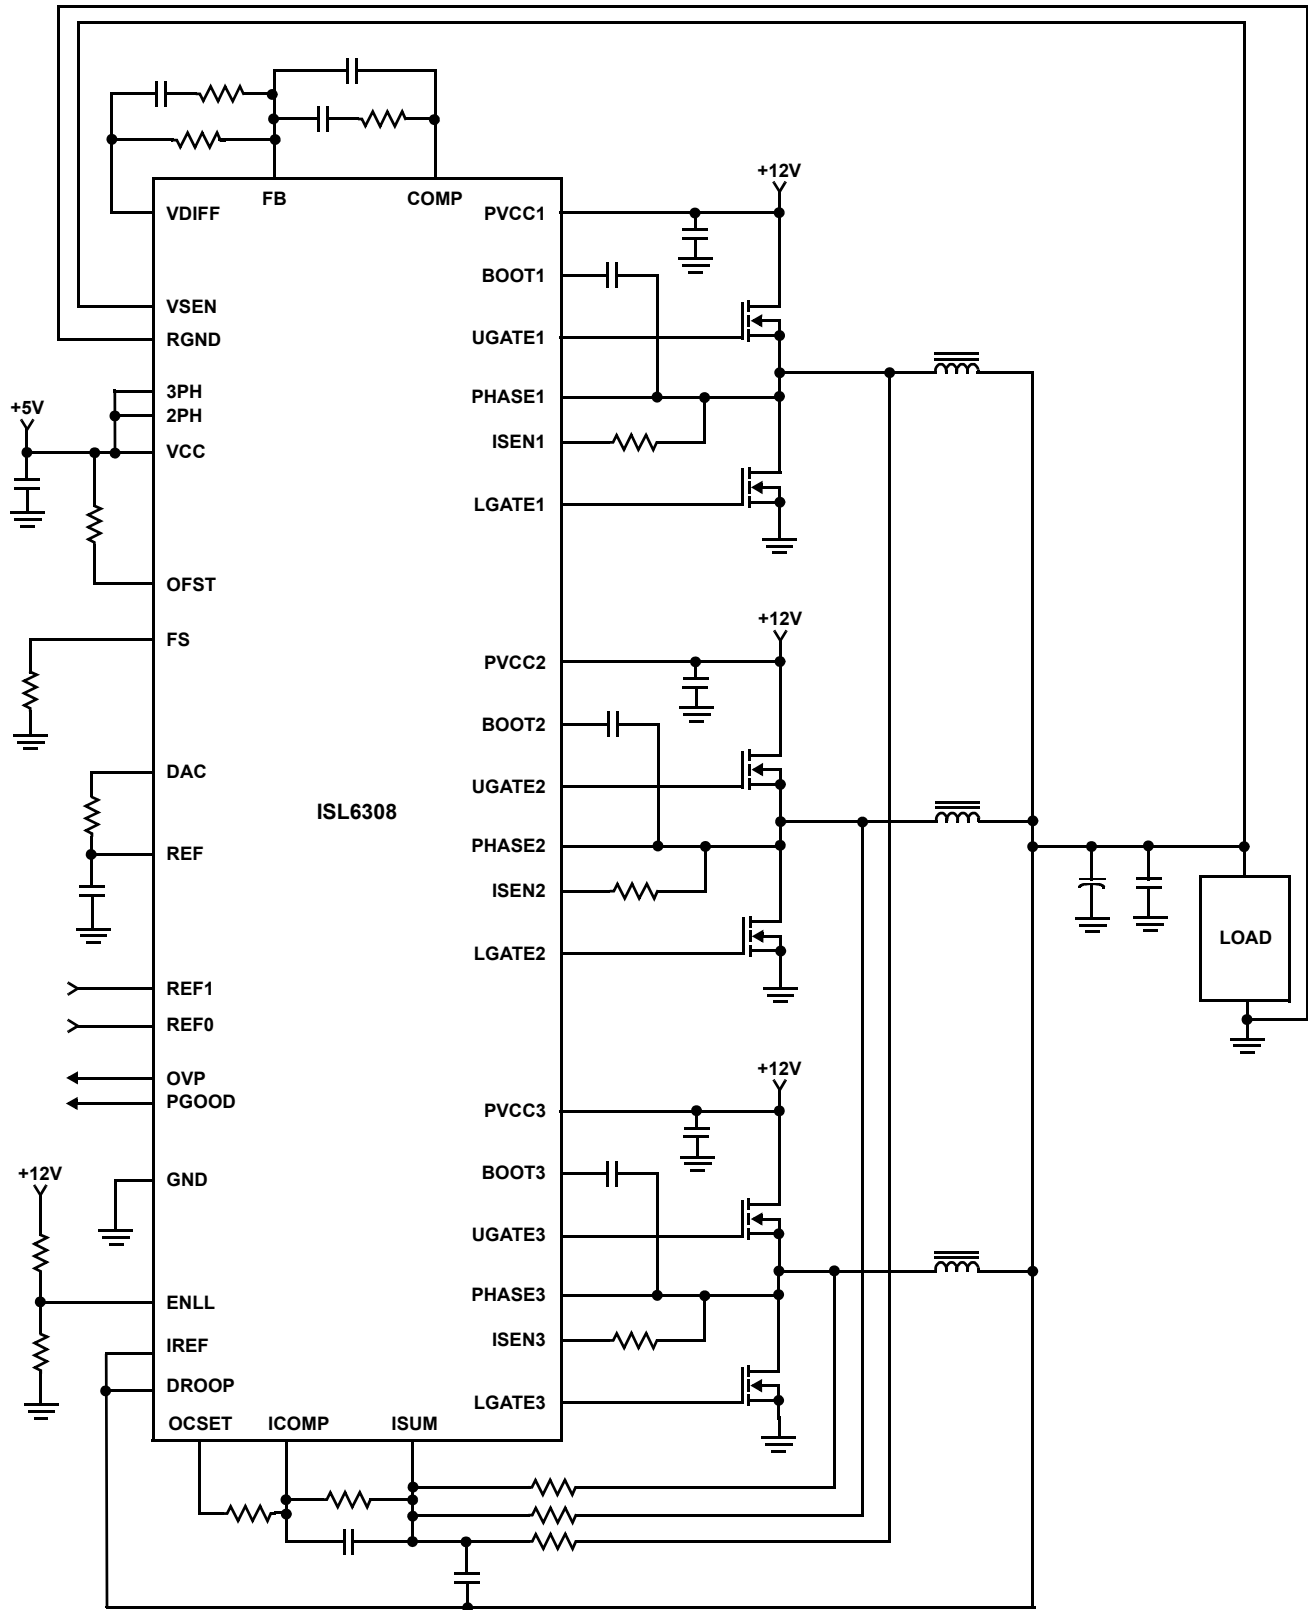 FB
COMP
VDIFF
VSEN
RGND
3PH
2PH
+5V
VCC
OFST
FS
DAC
REF
REF1
REF0
OVP
PGOOD
GND
+12V
ENLL
IREF
DROOP
OCSET
ICOMP
ISUM
ISL6308
+12V
PVCC1
BOOT1
UGATE1
PHASE1
ISEN1
LGATE1
+12V
PVCC2
BOOT2
UGATE2
PHASE2
ISEN2
LGATE2
+12V
PVCC3
BOOT3
UGATE3
PHASE3
ISEN3
LGATE3
LOAD